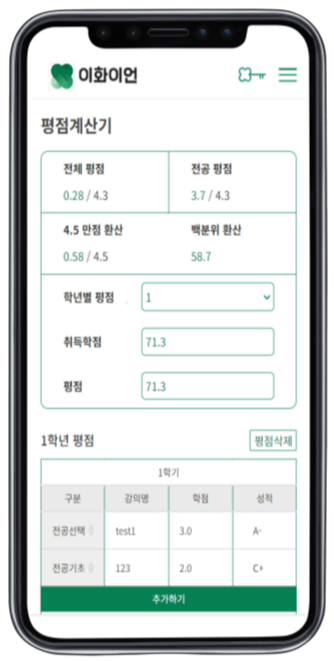 이화이언
평점계산기
전체 평점 전공 평점
0.28 / 4.3 3.7 / 4.3
4.5 만점 환산 백분위 환산
0.58 / 4.5 58.7
학년별 평점 1
취득학점 71.3
평점 71.3
1학년 평점 평점삭제
1학기
구분 강의명 학점 성적
전공선택 test1 3.0 A-
전공기초 123 2.0 C+
추가하기